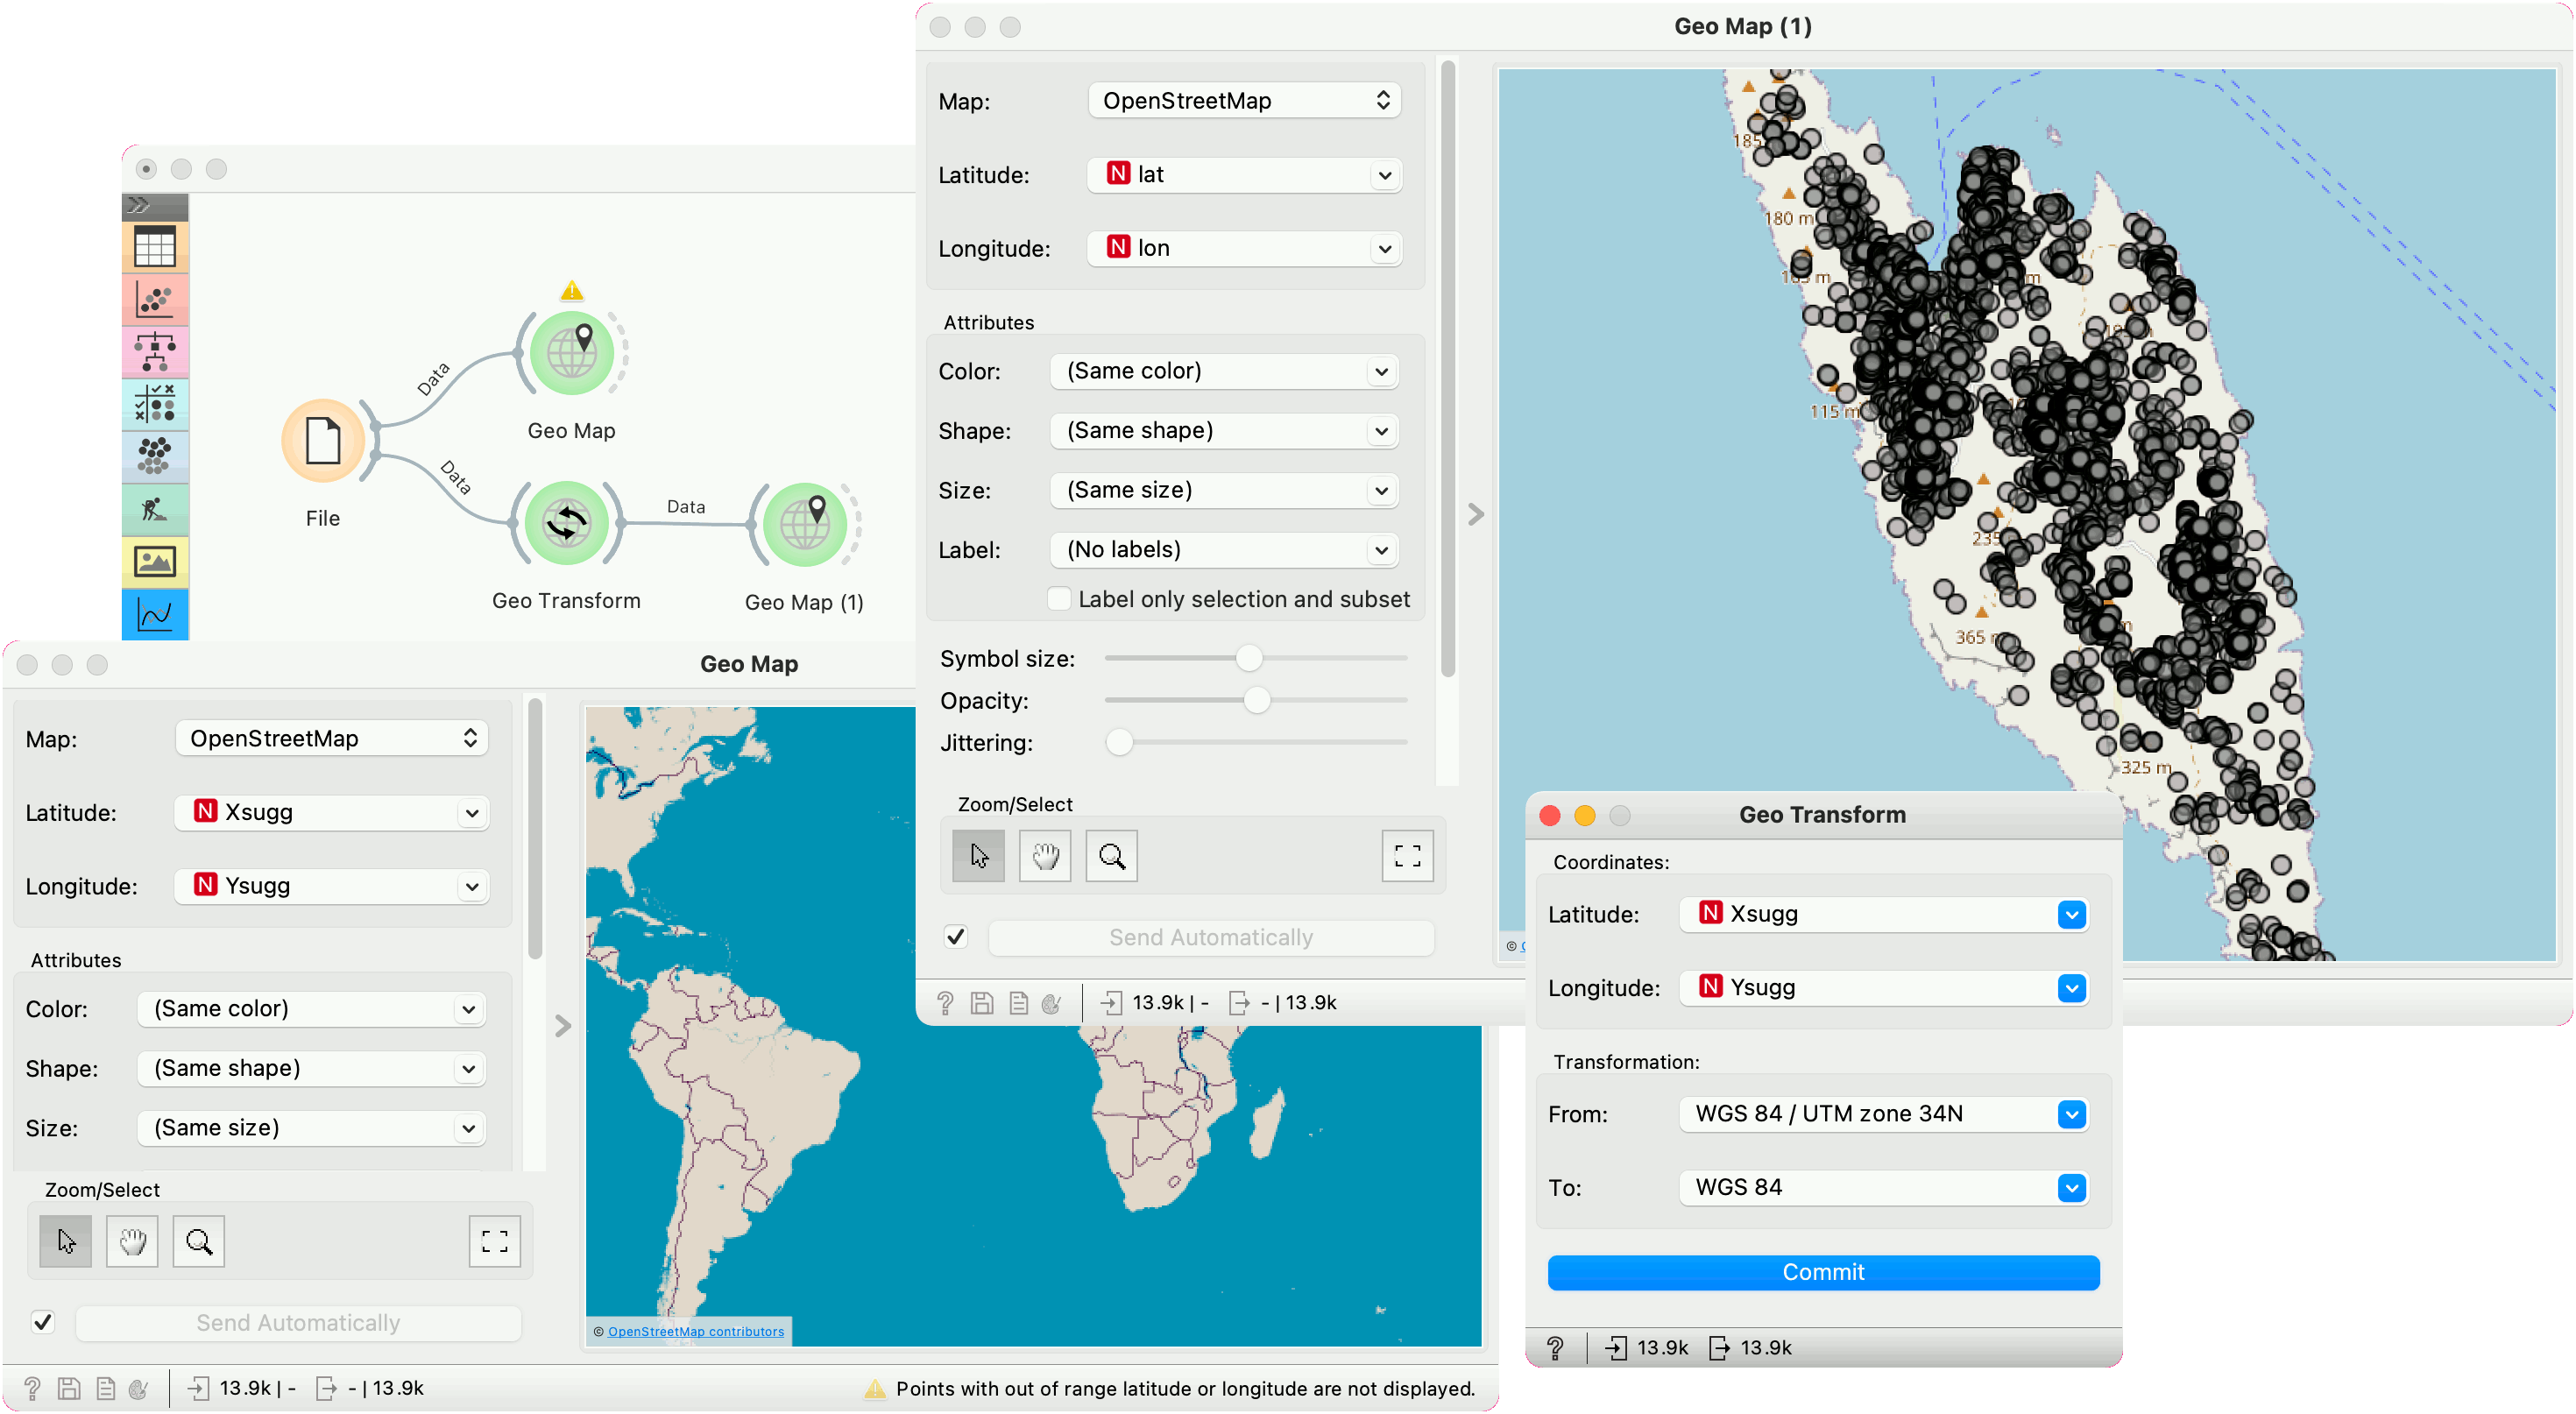 Geo Map (1)
Map:
OpenStreetMap
Latitude:
N lat
Longitude:
N lon
Attributes
Color:
(Same color)
Shape:
(Same shape)
Size:
(Same size)
Label:
(No labels)
Label only selection and subset
Symbol size:
Opacity:
Jittering:
Zoom/Select
Send Automatically
? 13.9k | - - | 13.9k
185
180 m
m
115 m
235
365 m
m
325 m
©
Data
Geo Map
File
Data
Geo Transform
Data
Geo Map (1)
Geo Map
Map:
OpenStreetMap
Latitude:
N Xsugg
Longitude:
N Ysugg
Attributes
Color:
(Same color)
Shape:
(Same shape)
Size:
(Same size)
Zoom/Select
Send Automatically
© OpenStreetMap contributors
? 13.9k | - - | 13.9k
Points with out of range latitude or longitude are not displayed.
Geo Transform
Coordinates:
Latitude:
N Xsugg
Longitude:
N Ysugg
Transformation:
From:
WGS 84 / UTM zone 34N
To:
WGS 84
Commit
? 13.9k 13.9k